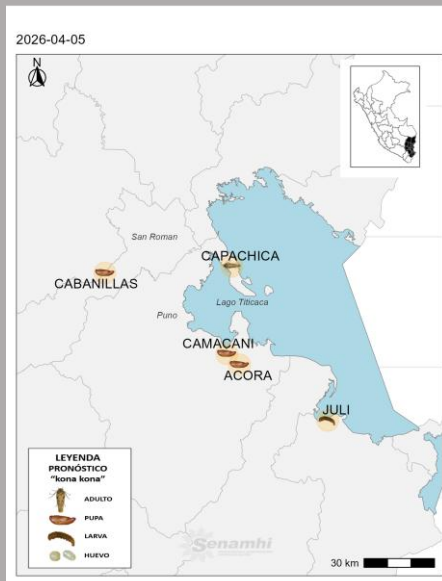 2026-04-05
N
San Roman
CAPACHICA
CABANILLAS
Lago Titicaca
Puno
CAMACANI
ACORA
JULI
LEYENDA
PRONÓSTICO
"kona kona"
ADULTO
PUPA
LARVA
HUEVO
Senamhi
30 km